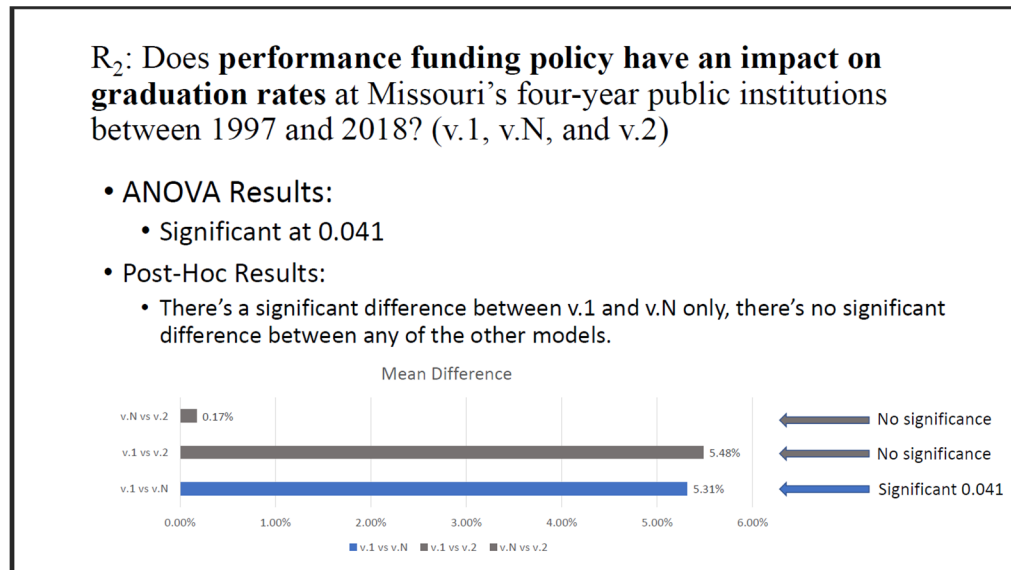 R₂: Does performance funding policy have an impact on
graduation rates at Missouri's four-year public institutions
between 1997 and 2018? (v.1, v.N, and v.2)
• ANOVA Results:
• Significant at 0.041
• Post-Hoc Results:
• There's a significant difference between v.1 and v.N only, there's no significant
difference between any of the other models.
Mean Difference
v.N vs v.2 0.17% No significance
v.1 vs v.2 5.48% No significance
v.1 vs v.N 5.31% Significant 0.041
0.00% 1.00% 2.00% 3.00% 4.00% 5.00% 6.00%
v.1 vs v.N v.1 vs v.2 v.N vs v.2